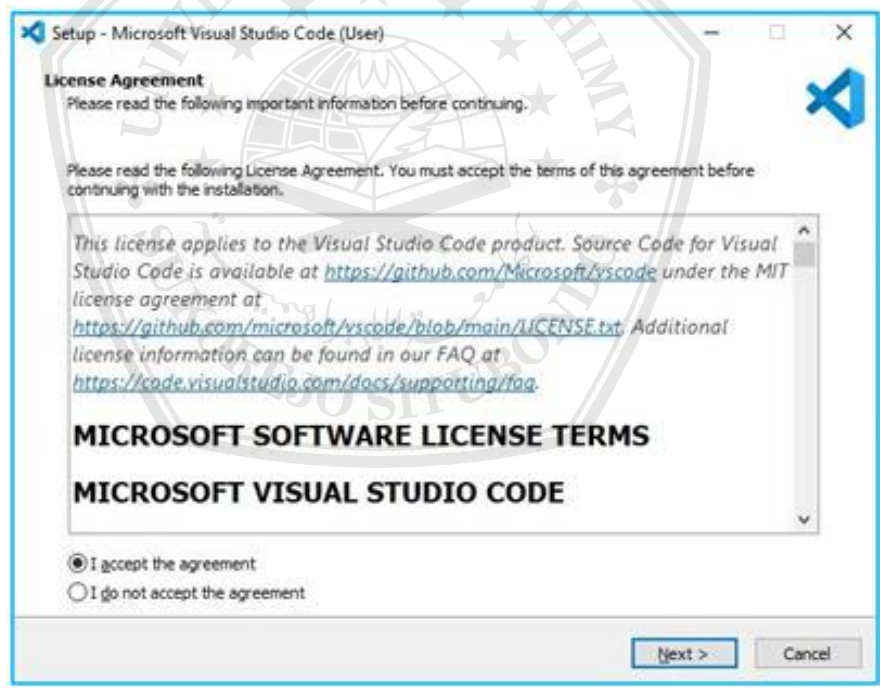 Setup - Microsoft Visual Studio Code (User)
License Agreement
Please read the following important information before continuing.
Please read the following License Agreement. You must accept the terms of this agreement before
continuing with the installation.
This license applies to the Visual Studio Code product. Source Code for Visual
Studio Code is available at https://github.com/Microsoft/vscode under the MIT
license agreement at
https://github.com/microsoft/vscode/blob/main/LICENSE.txt. Additional
license information can be found in our FAQ at
https://code.visualstudio.com/docs/supporting/faq.
MICROSOFT SOFTWARE LICENSE TERMS
MICROSOFT VISUAL STUDIO CODE
I accept the agreement
I do not accept the agreement
Next >
Cancel
SUKOREJO SITUBONDO